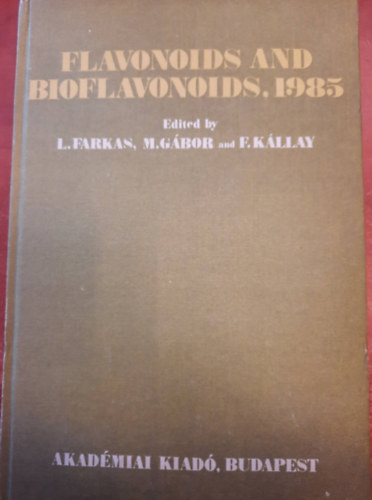 FLAVONOIDS AND
BIOFLAVONOIDS, 1985
Edited by
L. FARKAS, M. GÁBOR and F. KÁLLAY
AKADÉMIAI KIADÓ, BUDAPEST